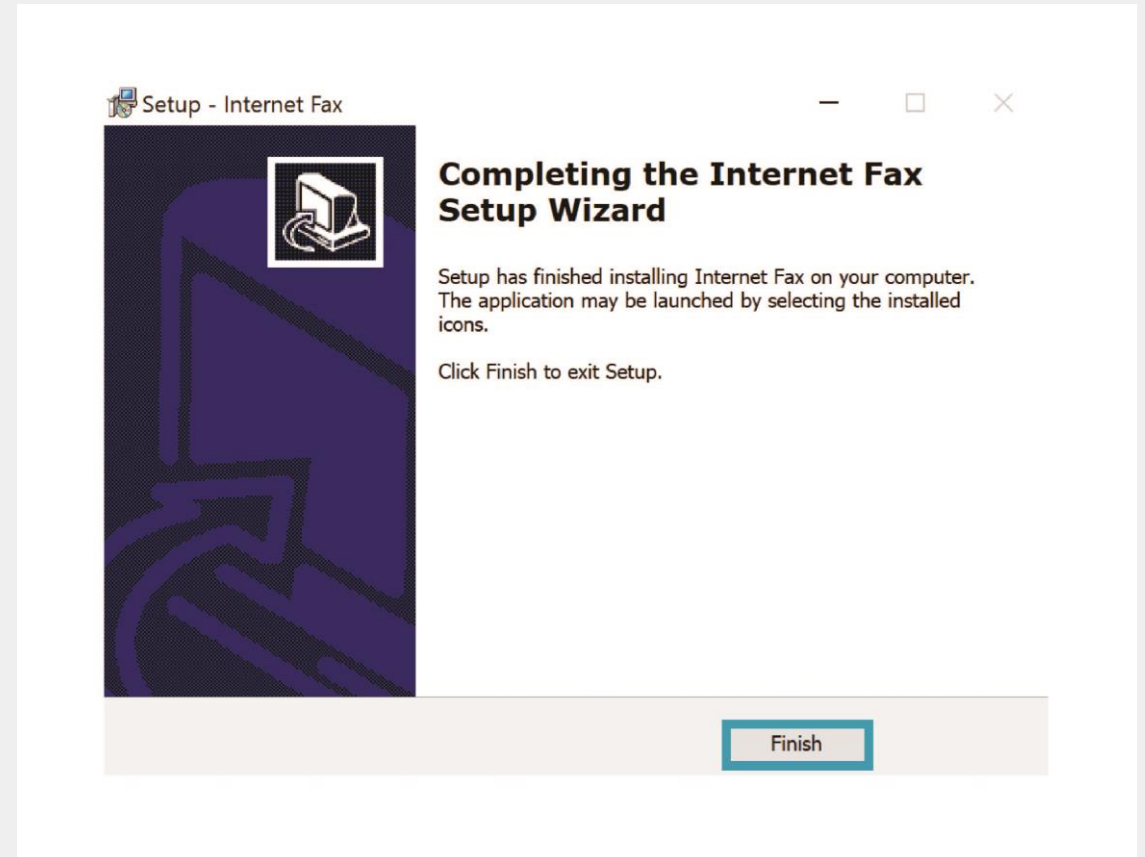 Setup - Internet Fax
Completing the Internet Fax
Setup Wizard
Setup has finished installing Internet Fax on your computer.
The application may be launched by selecting the installed
icons.
Click Finish to exit Setup.
Finish